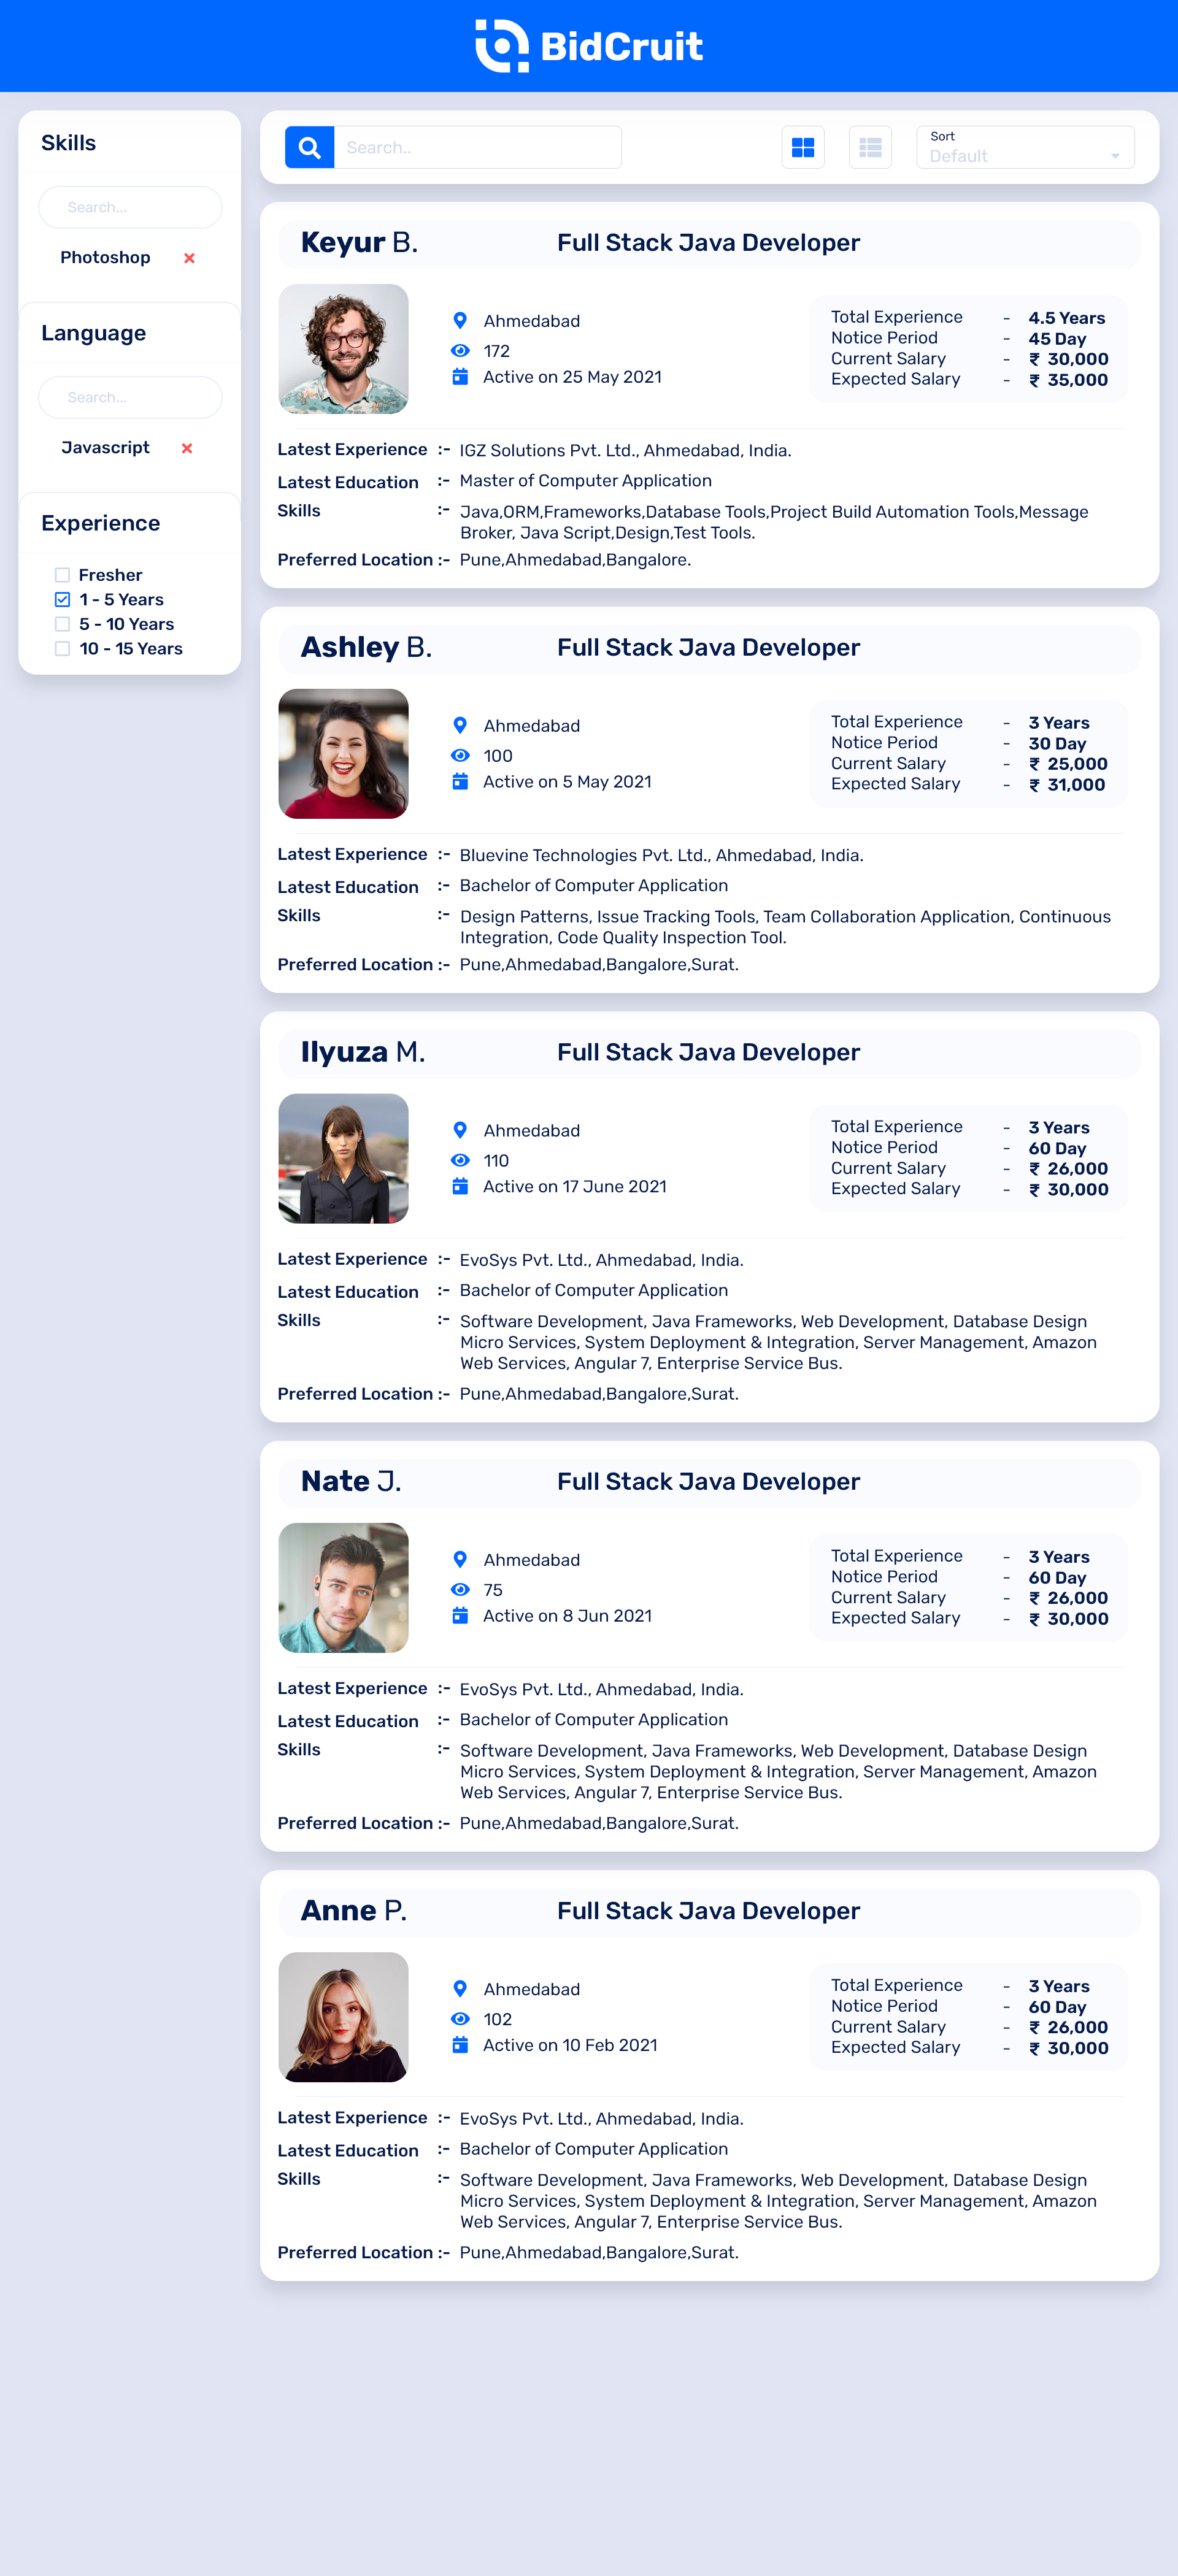 BidCruit
Skills
Search...
Photoshop
Language
Search...
Javascript
Experience
Fresher
1 - 5 Years
5 - 10 Years
10 - 15 Years
Search..
Sort
Default
Keyur B.
Full Stack Java Developer
Ahmedabad
172
Active on 25 May 2021
Total Experience - 4.5 Years
Notice Period - 45 Day
Current Salary - ₹ 30,000
Expected Salary - ₹ 35,000
Latest Experience :- IGZ Solutions Pvt. Ltd., Ahmedabad, India.
Latest Education :- Master of Computer Application
Skills :- Java,ORM,Frameworks,Database Tools,Project Build Automation Tools,Message
Broker, Java Script,Design,Test Tools.
Preferred Location :- Pune,Ahmedabad,Bangalore.
Ashley B.
Full Stack Java Developer
Ahmedabad
100
Active on 5 May 2021
Total Experience - 3 Years
Notice Period - 30 Day
Current Salary - ₹ 25,000
Expected Salary - ₹ 31,000
Latest Experience :- Bluevine Technologies Pvt. Ltd., Ahmedabad, India.
Latest Education :- Bachelor of Computer Application
Skills :- Design Patterns, Issue Tracking Tools, Team Collaboration Application, Continuous
Integration, Code Quality Inspection Tool.
Preferred Location :- Pune,Ahmedabad,Bangalore,Surat.
Ilyuza M.
Full Stack Java Developer
Ahmedabad
110
Active on 17 June 2021
Total Experience - 3 Years
Notice Period - 60 Day
Current Salary - ₹ 26,000
Expected Salary - ₹ 30,000
Latest Experience :- EvoSys Pvt. Ltd., Ahmedabad, India.
Latest Education :- Bachelor of Computer Application
Skills :- Software Development, Java Frameworks, Web Development, Database Design
Micro Services, System Deployment & Integration, Server Management, Amazon
Web Services, Angular 7, Enterprise Service Bus.
Preferred Location :- Pune,Ahmedabad,Bangalore,Surat.
Nate J.
Full Stack Java Developer
Ahmedabad
75
Active on 8 Jun 2021
Total Experience - 3 Years
Notice Period - 60 Day
Current Salary - ₹ 26,000
Expected Salary - ₹ 30,000
Latest Experience :- EvoSys Pvt. Ltd., Ahmedabad, India.
Latest Education :- Bachelor of Computer Application
Skills :- Software Development, Java Frameworks, Web Development, Database Design
Micro Services, System Deployment & Integration, Server Management, Amazon
Web Services, Angular 7, Enterprise Service Bus.
Preferred Location :- Pune,Ahmedabad,Bangalore,Surat.
Anne P.
Full Stack Java Developer
Ahmedabad
102
Active on 10 Feb 2021
Total Experience - 3 Years
Notice Period - 60 Day
Current Salary - ₹ 26,000
Expected Salary - ₹ 30,000
Latest Experience :- EvoSys Pvt. Ltd., Ahmedabad, India.
Latest Education :- Bachelor of Computer Application
Skills :- Software Development, Java Frameworks, Web Development, Database Design
Micro Services, System Deployment & Integration, Server Management, Amazon
Web Services, Angular 7, Enterprise Service Bus.
Preferred Location :- Pune,Ahmedabad,Bangalore,Surat.